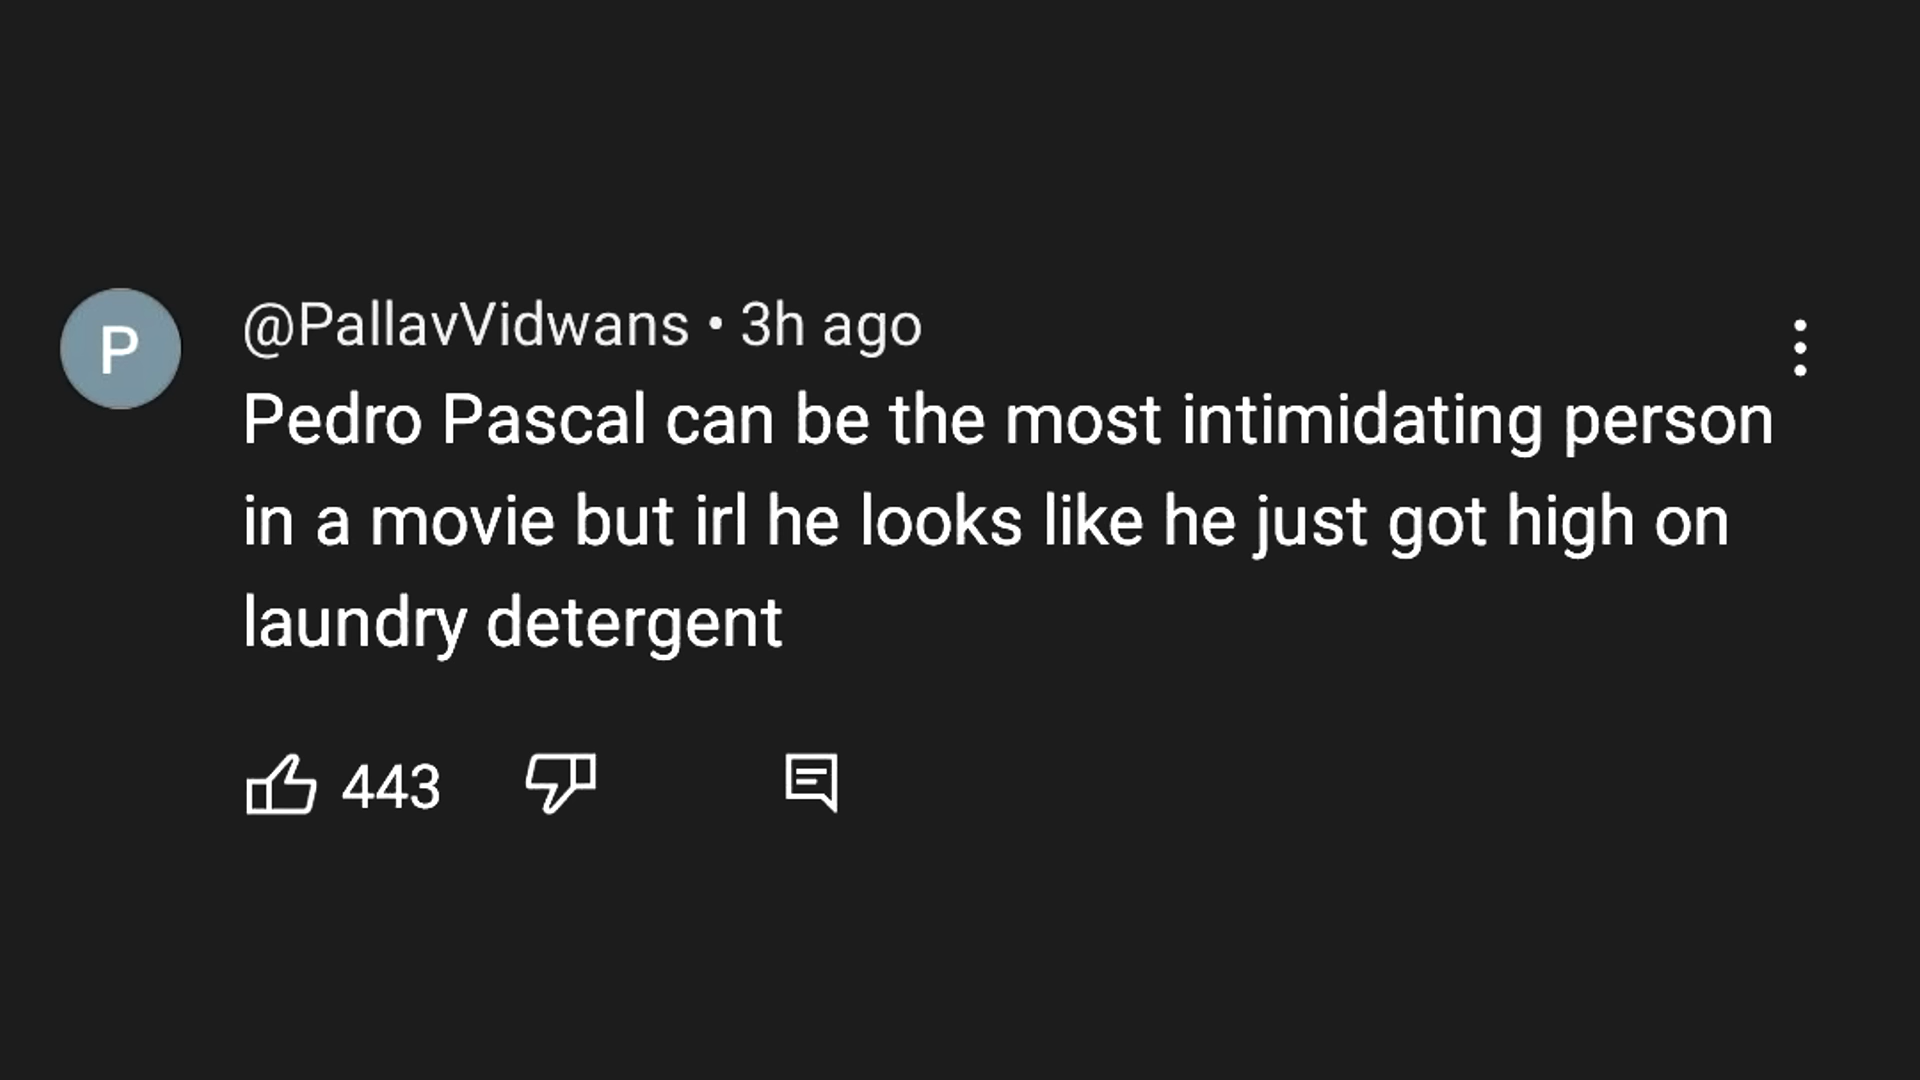 P
@PallavVidwans • 3h ago
Pedro Pascal can be the most intimidating person
in a movie but irl he looks like he just got high on
laundry detergent
443